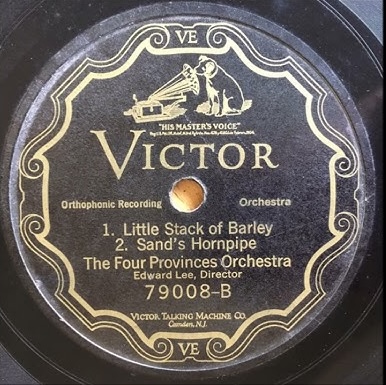 VE
"HIS MASTER'S VOICE"
VICTOR
Orthophonic Recording Orchestra
1. Little Stack of Barley
2. Sand's Hornpipe
The Four Provinces Orchestra
Edward Lee, Director
79008-B
VICTOR TALKING MACHINE CO.
Camden, N.J.
VE